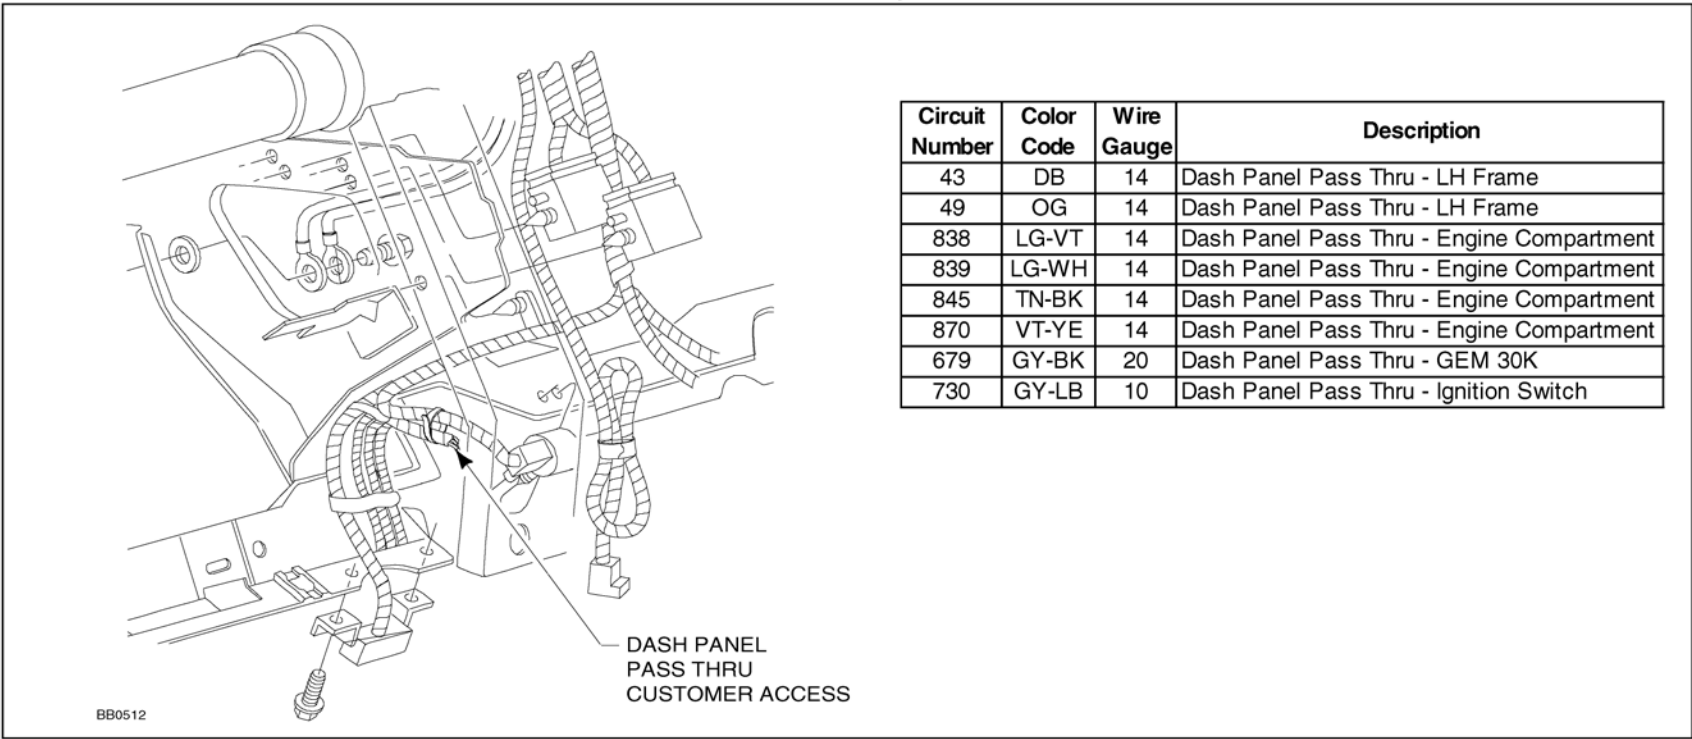 Circuit Number | Color Code | Wire Gauge | Description
43 | DB | 14 | Dash Panel Pass Thru - LH Frame
49 | OG | 14 | Dash Panel Pass Thru - LH Frame
838 | LG-VT | 14 | Dash Panel Pass Thru - Engine Compartment
839 | LG-WH | 14 | Dash Panel Pass Thru - Engine Compartment
845 | TN-BK | 14 | Dash Panel Pass Thru - Engine Compartment
870 | VT-YE | 14 | Dash Panel Pass Thru - Engine Compartment
679 | GY-BK | 20 | Dash Panel Pass Thru - GEM 30K
730 | GY-LB | 10 | Dash Panel Pass Thru - Ignition Switch
DASH PANEL
PASS THRU
CUSTOMER ACCESS
BB0512